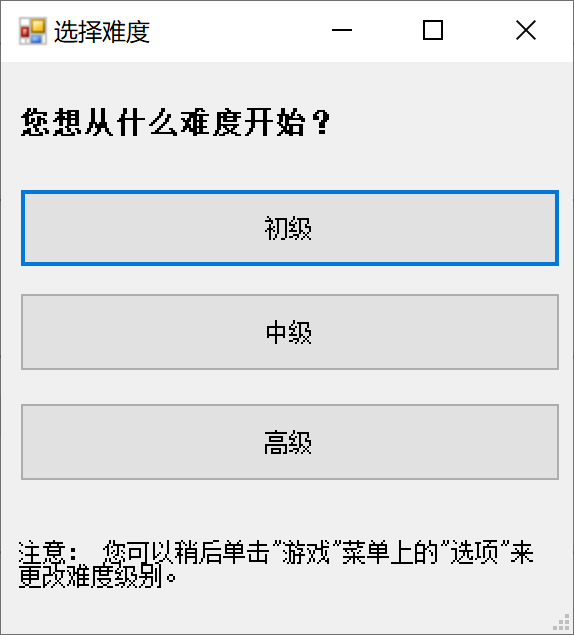 选择难度
您想从什么难度开始？
初级
中级
高级
注意： 您可以稍后单击"游戏"菜单上的"选项"来
更改难度级别。